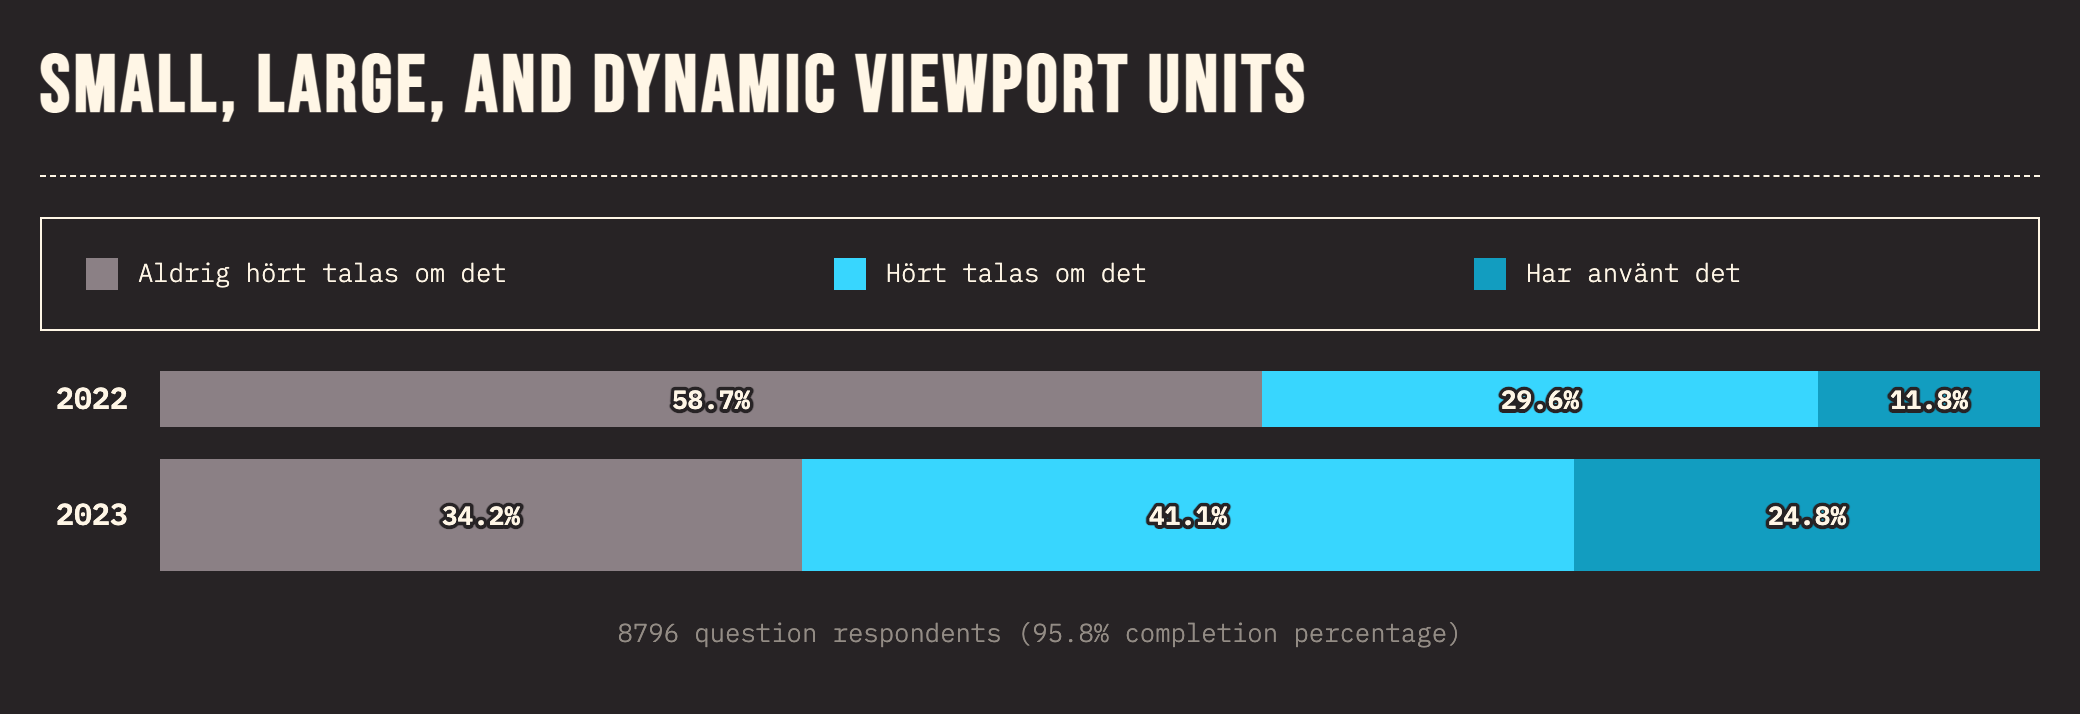 SMALL, LARGE, AND DYNAMIC VIEWPORT UNITS
Aldrig hört talas om det Hört talas om det Har använt det
2022 58.7% 29.6% 11.8%
2023 34.2% 41.1% 24.8%
8796 question respondents (95.8% completion percentage)